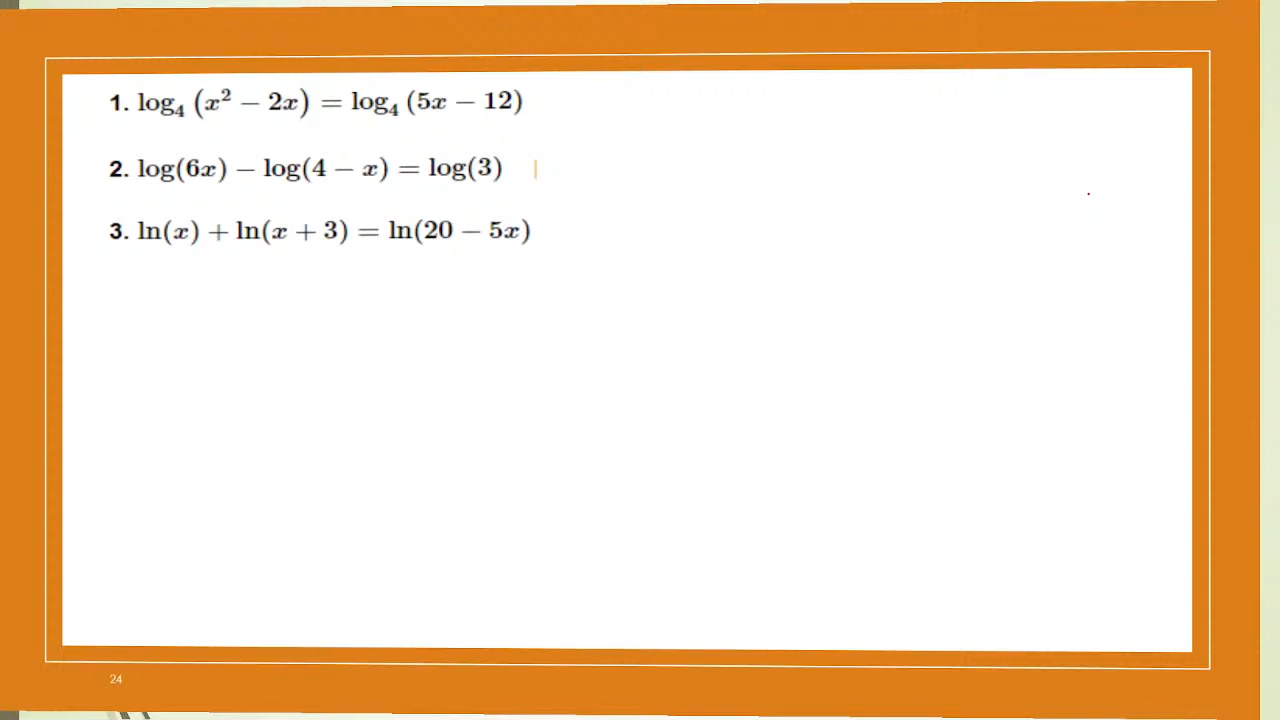 1. log₄ (x² − 2x) = log₄ (5x − 12)
2. log(6x) − log(4 − x) = log(3)
3. ln(x) + ln(x + 3) = ln(20 − 5x)
24